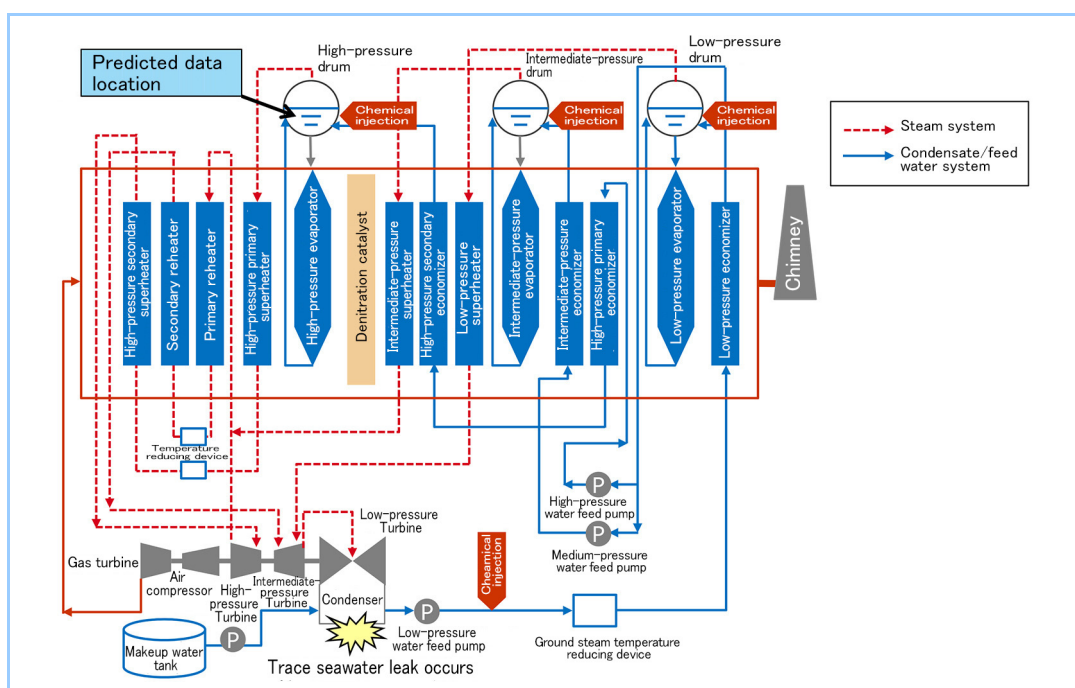 Predicted data
location
High-pressure
drum
Intermediate-pressure
drum
Low-pressure
drum
Chemical
injection
Chemical
injection
Chemical
injection
Steam system
Condensate/feed
water system
High-pressure secondary
superheater
Secondary reheater
Primary reheater
High-pressure primary
superheater
High-pressure evaporator
Denitration catalyst
Intermediate-pressure
superheater
High-pressure secondary
economizer
Low-pressure
superheater
Intermediate-pressure
evaporator
Intermediate-pressure
economizer
High-pressure primary
economizer
Low-pressure evaporator
Low-pressure economizer
Chimney
Temperature
reducing device
P
High-pressure
water feed pump
P
Medium-pressure
water feed pump
Low-pressure
Turbine
Gas turbine
Air
compressor
High-
pressure
Turbine
Intermediate-
pressure Turbine
Condenser
P
Low-pressure
water feed pump
Cheamical
injection
Ground steam temperature
reducing device
Makeup water
tank
P
Trace seawater leak occurs